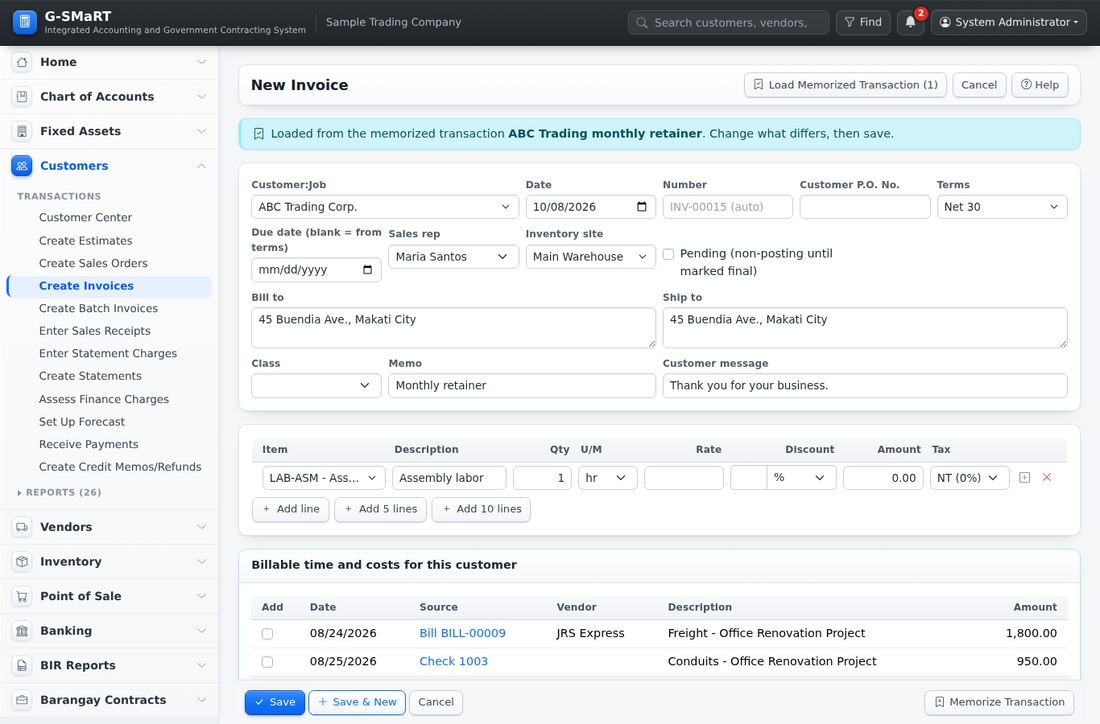 G-SMaRT
Integrated Accounting and Government Contracting System
Sample Trading Company
Search customers, vendors,
Find
2
System Administrator
Home
Chart of Accounts
Fixed Assets
Customers
TRANSACTIONS
Customer Center
Create Estimates
Create Sales Orders
Create Invoices
Create Batch Invoices
Enter Sales Receipts
Enter Statement Charges
Create Statements
Assess Finance Charges
Set Up Forecast
Receive Payments
Create Credit Memos/Refunds
REPORTS (26)
Vendors
Inventory
Point of Sale
Banking
BIR Reports
Barangay Contracts
New Invoice
Load Memorized Transaction (1)
Cancel
Help
Loaded from the memorized transaction ABC Trading monthly retainer. Change what differs, then save.
Customer:Job Date Number Customer P.O. No. Terms
ABC Trading Corp. 10/08/2026 INV-00015 (auto) Net 30
Due date (blank = from
terms)
Sales rep Inventory site
mm/dd/yyyy Maria Santos Main Warehouse
Pending (non-posting until
marked final)
Bill to Ship to
45 Buendia Ave., Makati City 45 Buendia Ave., Makati City
Class Memo Customer message
Monthly retainer Thank you for your business.
Item Description Qty U/M Rate Discount Amount Tax
LAB-ASM - Ass... Assembly labor 1 hr % 0.00 NT (0%)
+ Add line + Add 5 lines + Add 10 lines
Billable time and costs for this customer
Add Date Source Vendor Description Amount
08/24/2026 Bill BILL-00009 JRS Express Freight - Office Renovation Project 1,800.00
08/25/2026 Check 1003 Conduits - Office Renovation Project 950.00
Save
+ Save & New
Cancel
Memorize Transaction